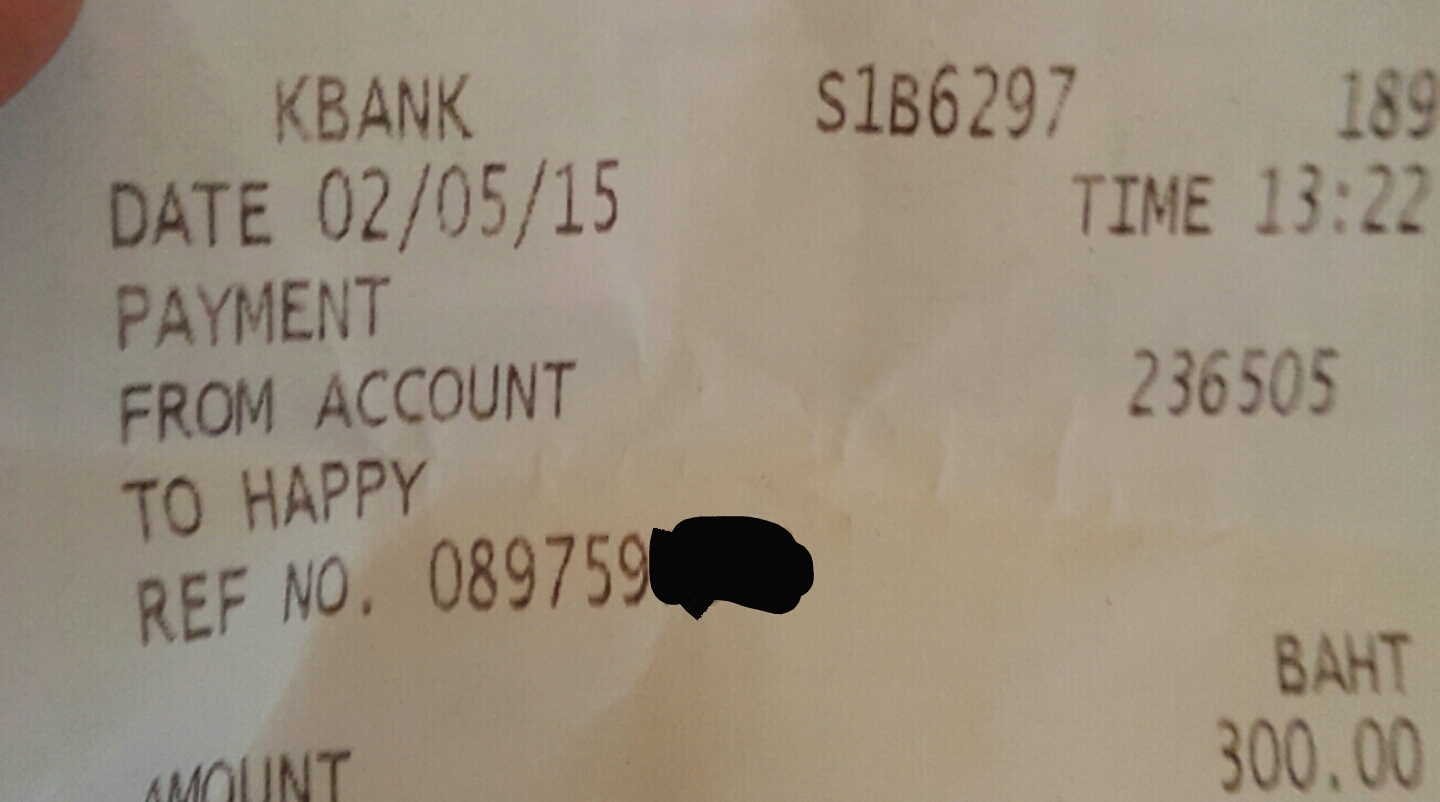 KBANK S1B6297 189
DATE 02/05/15 TIME 13:22
PAYMENT
FROM ACCOUNT 236505
TO HAPPY
REF NO. 089759
BAHT
AMOUNT 300.00